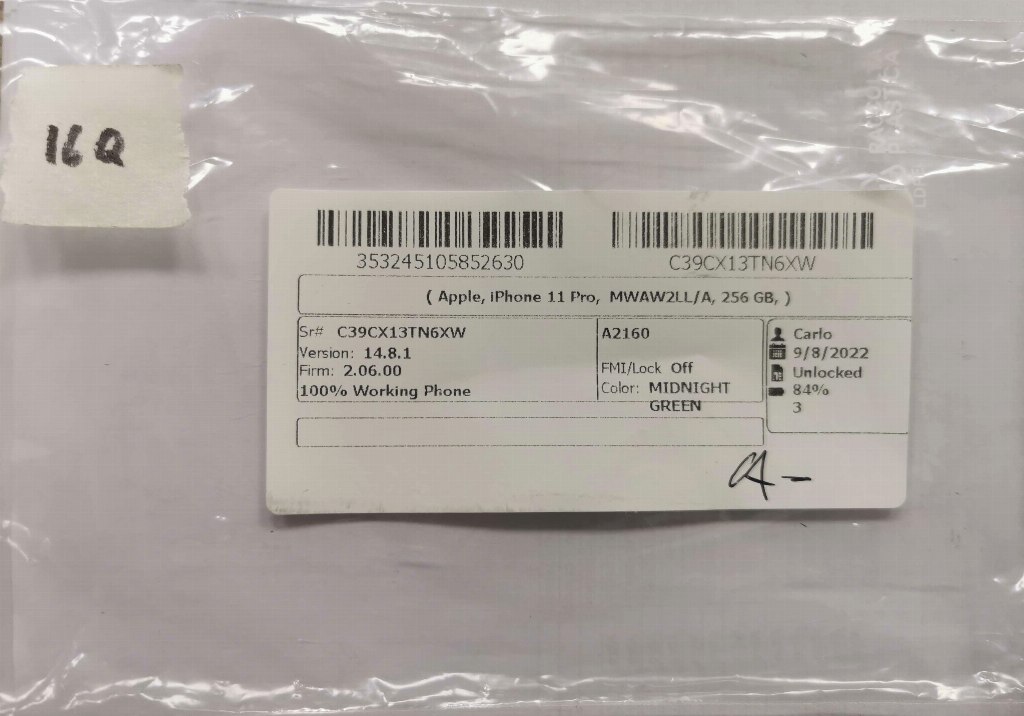 16Q
353245105852630
C39CX13TN6XW
( Apple, iPhone 11 Pro, MWAW2LL/A, 256 GB, )
Sr# C39CX13TN6XW
Version: 14.8.1
Firm: 2.06.00
100% Working Phone
A2160
FMI/Lock Off
Color: MIDNIGHT
GREEN
Carlo
9/8/2022
Unlocked
84%
3
A-